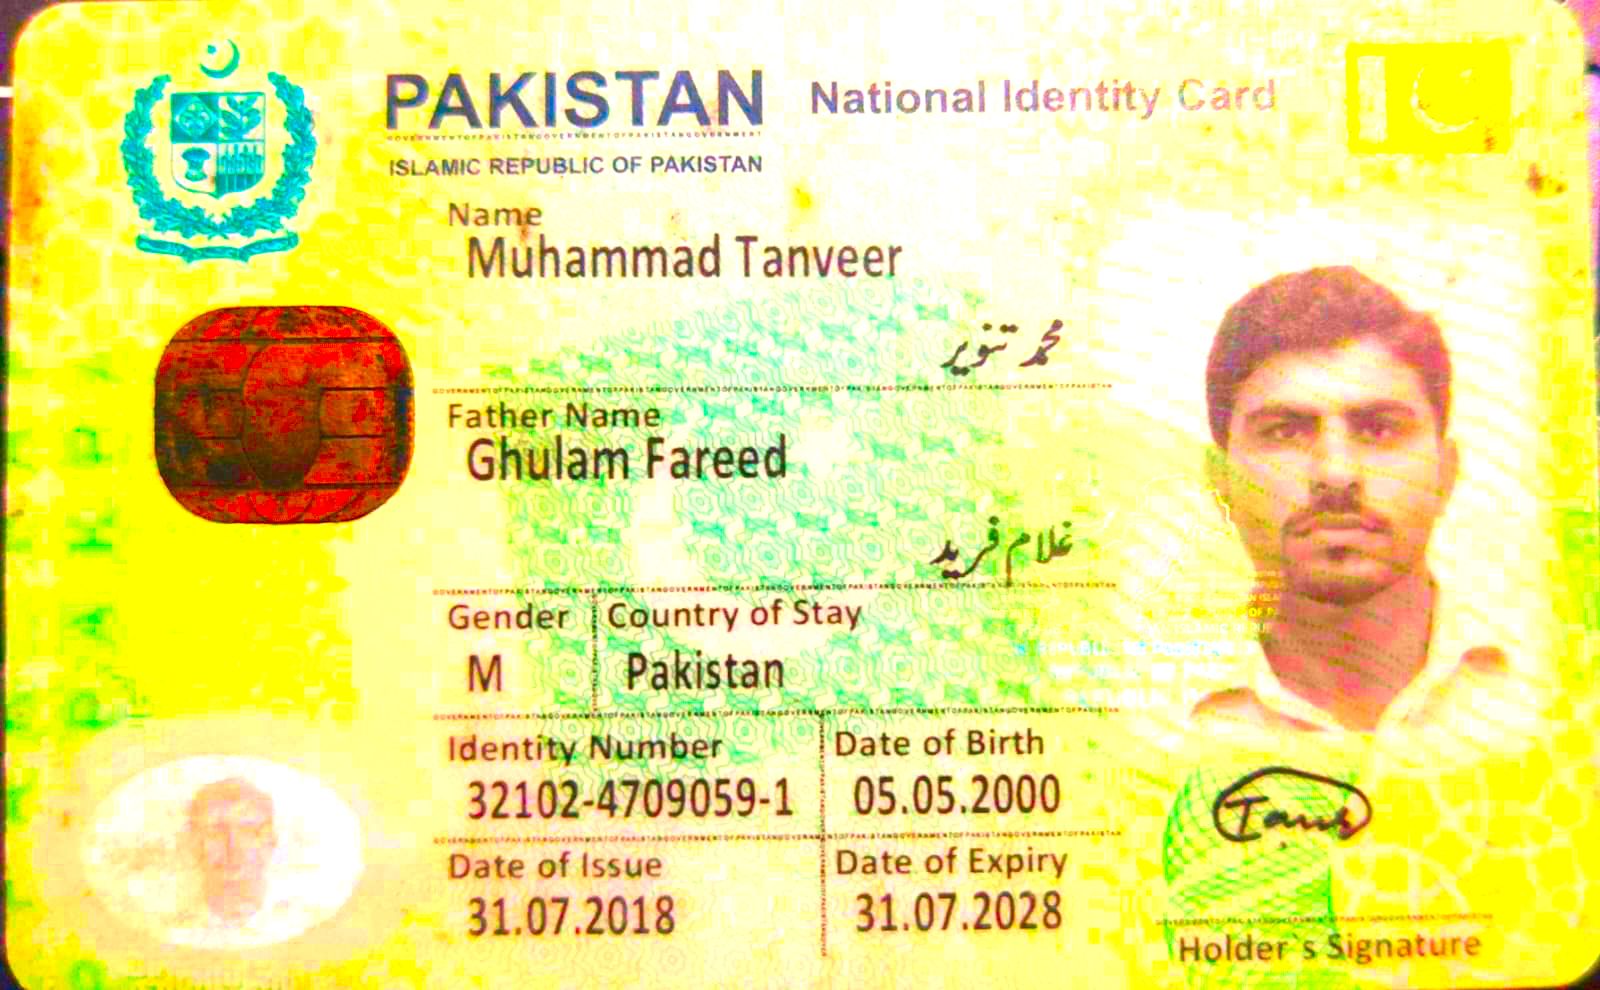 PAKISTAN National Identity Card
ISLAMIC REPUBLIC OF PAKISTAN
Name
Muhammad Tanveer
محمد تنویر
Father Name
Ghulam Fareed
غلام فرید
Gender Country of Stay
M Pakistan
Identity Number Date of Birth
32102-4709059-1 05.05.2000
Date of Issue Date of Expiry
31.07.2018 31.07.2028
Holder`s Signature